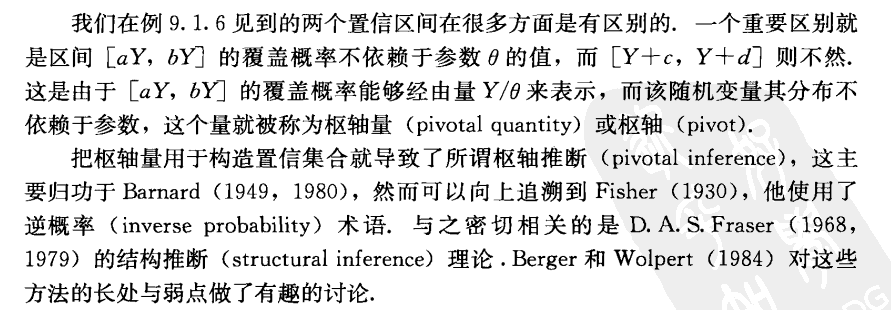 我们在例 9.1.6 见到的两个置信区间在很多方面是有区别的. 一个重要区别就
是区间 [aY, bY] 的覆盖概率不依赖于参数 θ 的值, 而 [Y+c, Y+d] 则不然.
这是由于 [aY, bY] 的覆盖概率能够经由量 Y/θ 来表示, 而该随机变量其分布不
依赖于参数, 这个量就被称为枢轴量 (pivotal quantity) 或枢轴 (pivot).
把枢轴量用于构造置信集合就导致了所谓枢轴推断 (pivotal inference), 这主
要归功于 Barnard (1949, 1980), 然而可以向上追溯到 Fisher (1930), 他使用了
逆概率 (inverse probability) 术语. 与之密切相关的是 D. A. S. Fraser (1968,
1979) 的结构推断 (structural inference) 理论. Berger 和 Wolpert (1984) 对这些
方法的长处与弱点做了有趣的讨论.